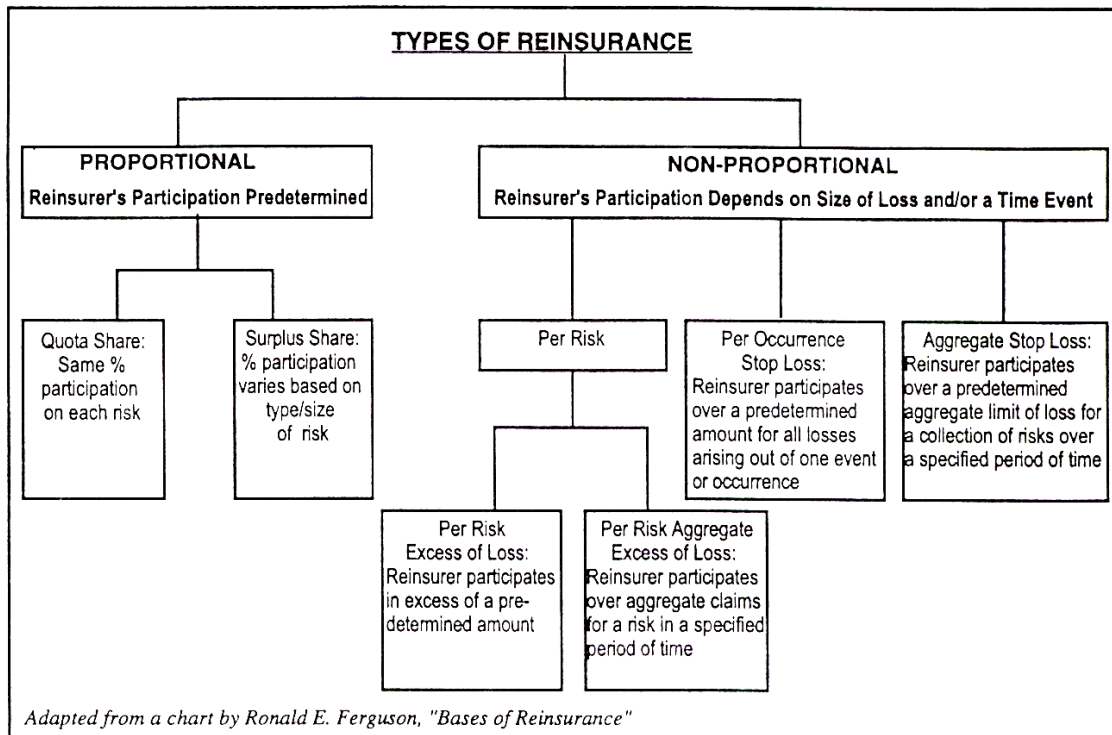 TYPES OF REINSURANCE
PROPORTIONAL
Reinsurer's Participation Predetermined
NON-PROPORTIONAL
Reinsurer's Participation Depends on Size of Loss and/or a Time Event
Quota Share:
Same %
participation
on each risk
Surplus Share:
% participation
varies based on
type/size
of risk
Per Risk
Per Occurrence
Stop Loss:
Reinsurer participates
over a predetermined
amount for all losses
arising out of one event
or occurrence
Aggregate Stop Loss:
Reinsurer participates
over a predetermined
aggregate limit of loss for
a collection of risks over
a specified period of time
Per Risk
Excess of Loss:
Reinsurer participates
in excess of a pre-
determined amount
Per Risk Aggregate
Excess of Loss:
Reinsurer participates
over aggregate claims
for a risk in a specified
period of time
Adapted from a chart by Ronald E. Ferguson, "Bases of Reinsurance"